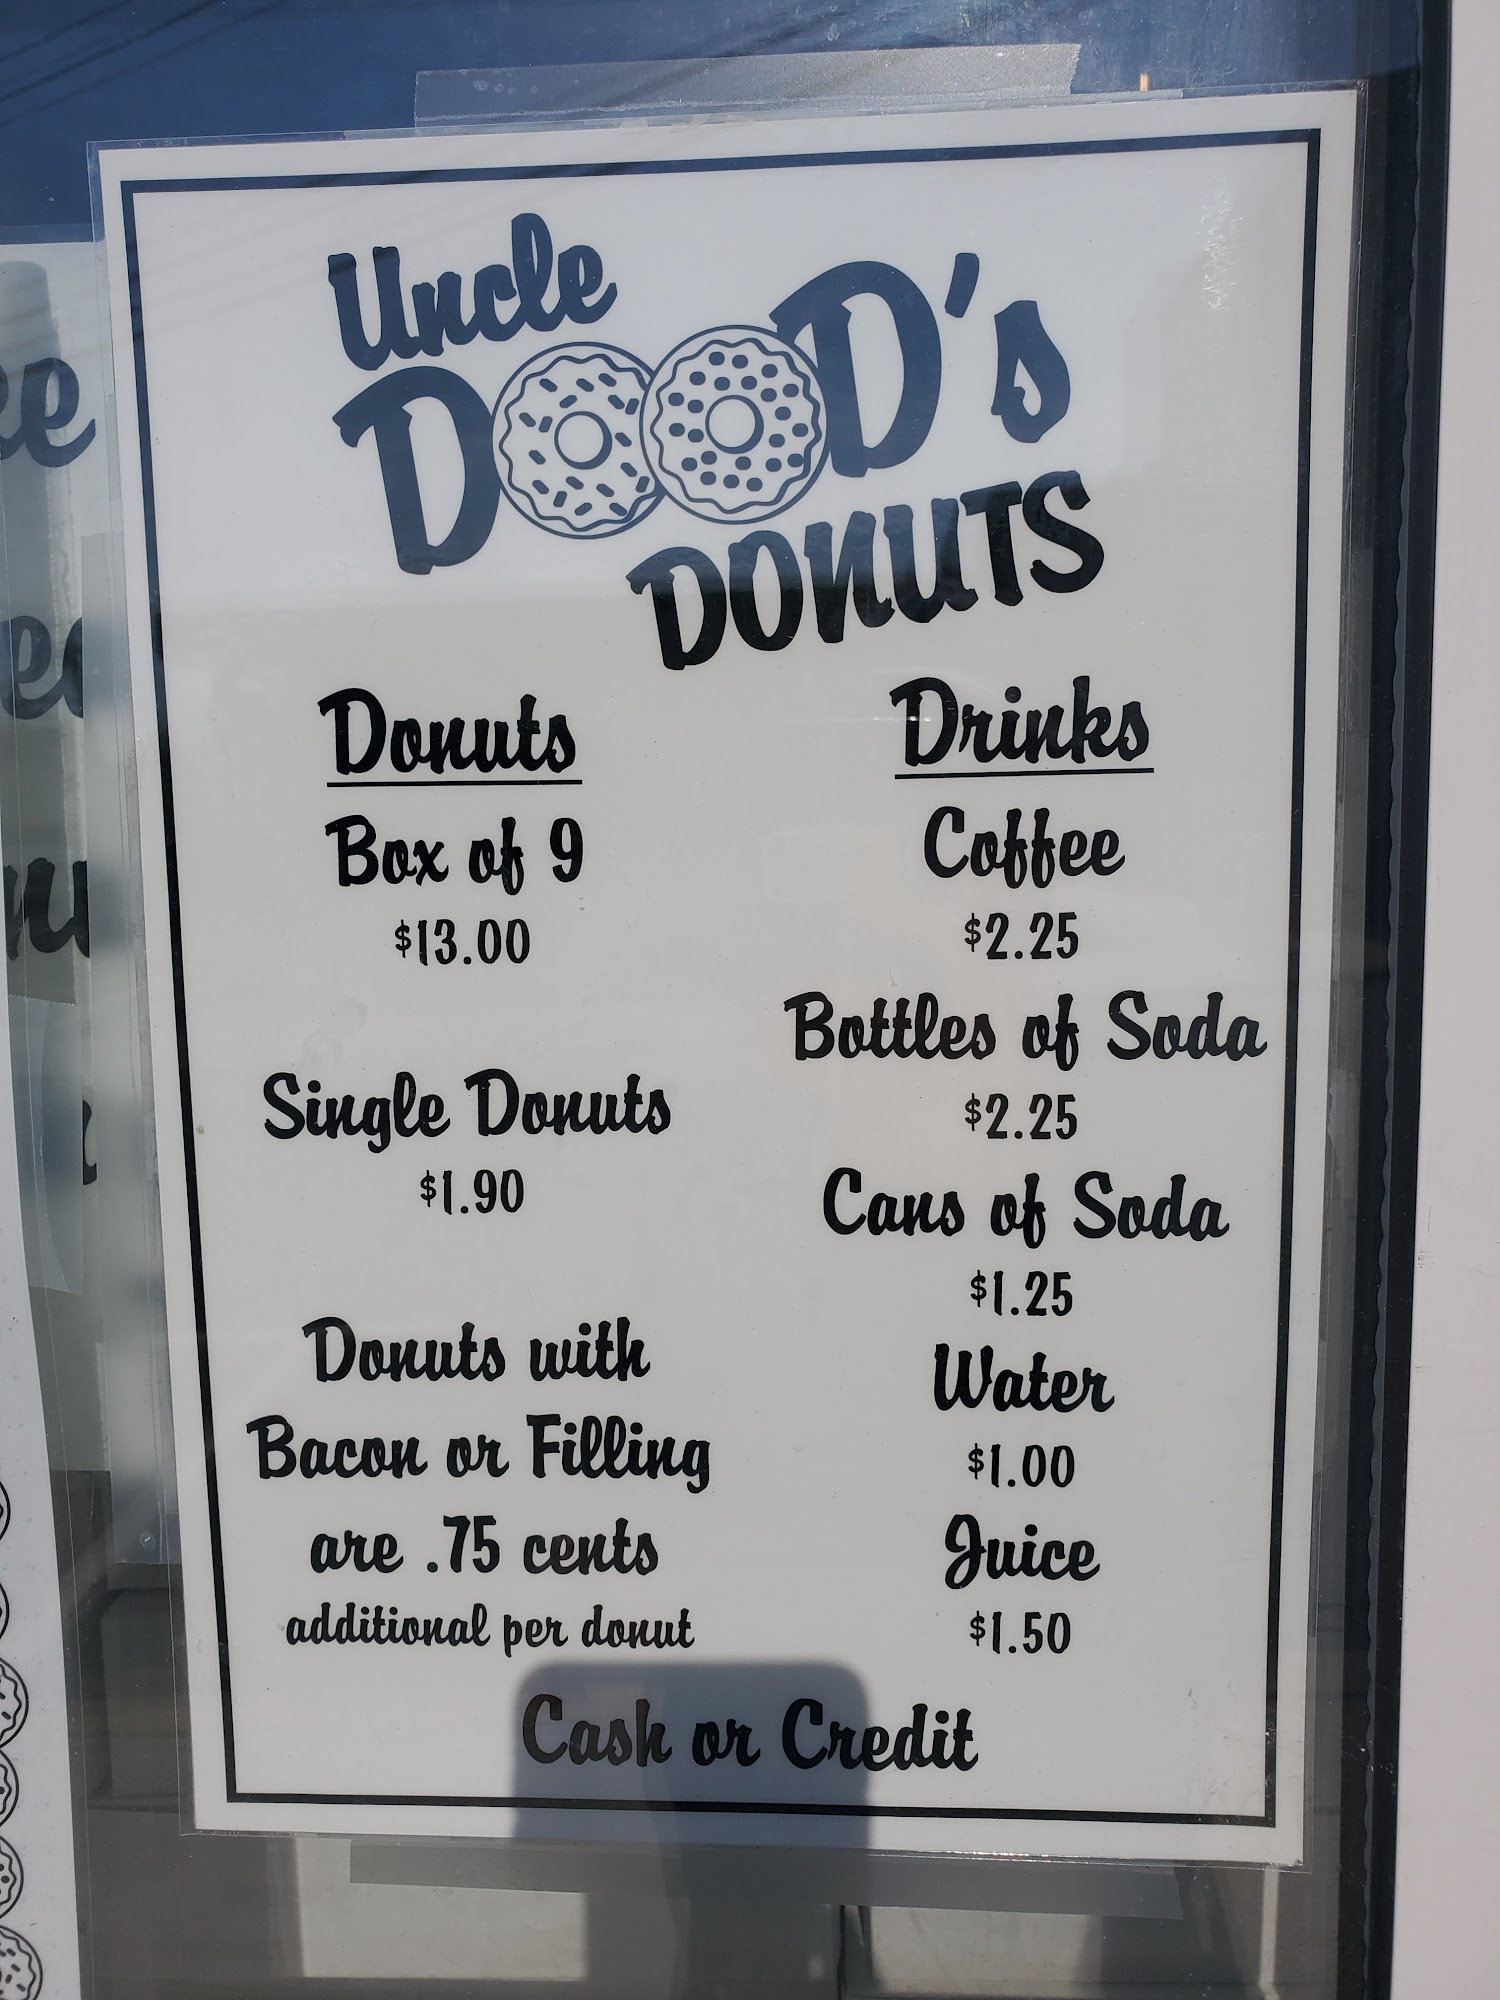 Uncle
DOOD's
DONUTS
Donuts
Box of 9
$13.00
Single Donuts
$1.90
Donuts with
Bacon or Filling
are .75 cents
additional per donut
Drinks
Coffee
$2.25
Bottles of Soda
$2.25
Cans of Soda
$1.25
Water
$1.00
Juice
$1.50
Cash or Credit